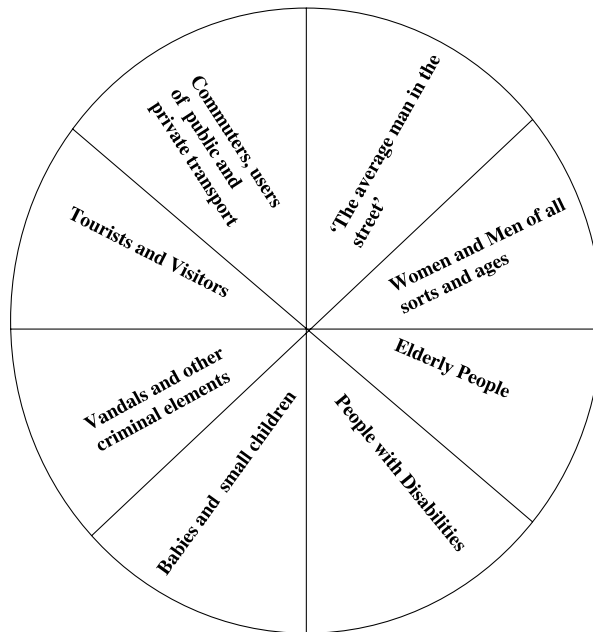 'The average man in the
street'
Women and Men of all
sorts and ages
Elderly People
People with Disabilities
Babies and small children
Vandals and other
criminal elements
Tourists and Visitors
Commuters, users
of public and
private transport